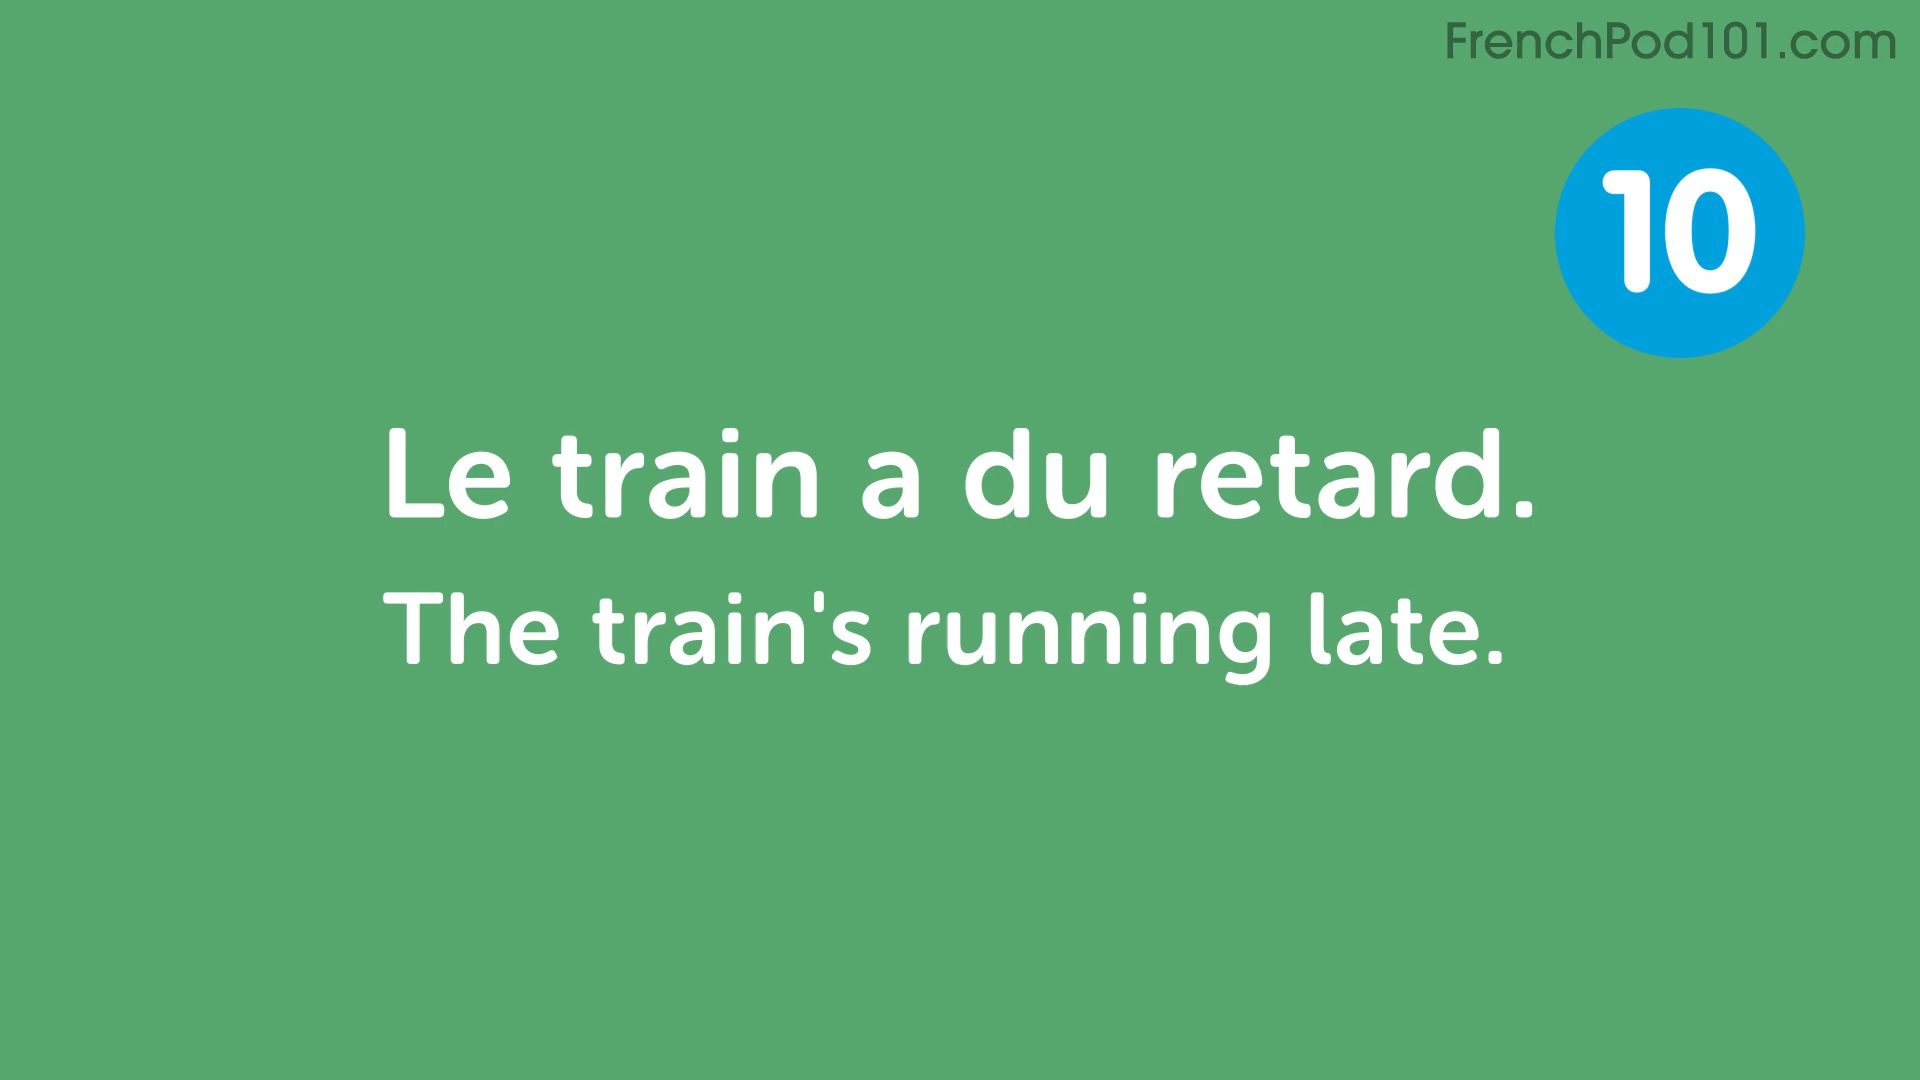 FrenchPod101.com
10
Le train a du retard.
The train's running late.